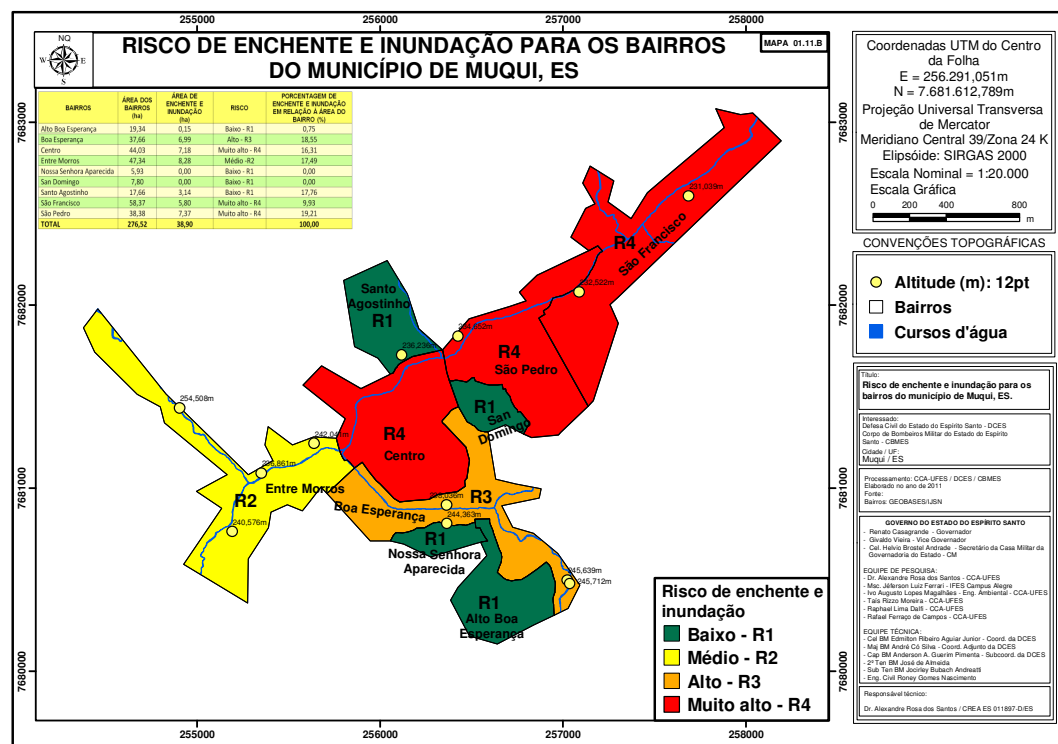 255000
256000
257000
258000
7683000
7682000
7681000
7680000
NQ
W
E
S
RISCO DE ENCHENTE E INUNDAÇÃO PARA OS BAIRROS
DO MUNICÍPIO DE MUQUI, ES
MAPA 01.11.B
BAIRROS ÁREA DOS BAIRROS (ha) ÁREA DE ENCHENTE E INUNDAÇÃO (ha) RISCO PORCENTAGEM DE ENCHENTE E INUNDAÇÃO EM RELAÇÃO À ÁREA DO BAIRRO (%)
Alto Boa Esperança 19,34 0,15 Baixo - R1 0,75
Boa Esperança 37,66 6,99 Alto - R3 18,55
Centro 44,03 7,18 Muito alto - R4 16,31
Entre Morros 47,34 8,28 Médio -R2 17,49
Nossa Senhora Aparecida 5,93 0,00 Baixo - R1 0,00
San Domingo 7,80 0,00 Baixo - R1 0,00
Santo Agostinho 17,66 3,14 Baixo - R1 17,76
São Francisco 58,37 5,80 Muito alto - R4 9,93
São Pedro 38,38 7,37 Muito alto - R4 19,21
TOTAL 276,52 38,90 100,00
231,039m
R4
São Francisco
232,522m
Santo
Agostinho
R1
236,236m
R4
São Pedro
R1
San
Domingo
254,508m
242,041m
R4
Centro
R2
Entre Morros
240,576m
R3
Boa Esperança
244,363m
R1
Nossa Senhora
Aparecida
245,639m
245,712m
R1
Alto Boa
Esperança
Risco de enchente e
inundação
Baixo - R1
Médio - R2
Alto - R3
Muito alto - R4
255000
256000
257000
258000
7683000
7682000
7681000
7680000
Coordenadas UTM do Centro
da Folha
E = 256.291,051m
N = 7.681.612,789m
Projeção Universal Transversa
de Mercator
Meridiano Central 39/Zona 24 K
Elipsóide: SIRGAS 2000
Escala Nominal = 1:20.000
Escala Gráfica
0 200 400 800
m
CONVENÇÕES TOPOGRÁFICAS
Altitude (m): 12pt
Bairros
Cursos d'água
Título:
Risco de enchente e inundação para os
bairros do município de Muqui, ES.
Interessado:
Defesa Civil do Estado do Espírito Santo - DCES
Corpo de Bombeiros Militar do Estado do Espírito
Santo - CBMES
Cidade / UF:
Muqui / ES
Processamento: CCA-UFES / DCES / CBMES
Elaborado no ano de 2011
Fonte:
Bairros: GEOBASES/IJSN
GOVERNO DO ESTADO DO ESPÍRITO SANTO
- Renato Casagrande - Governador
- Givaldo Vieira - Vice Governador
- Cel. Helvio Brostel Andrade - Secretário da Casa Militar da
Governadoria do Estado - CM
EQUIPE DE PESQUISA:
- Dr. Alexandre Rosa dos Santos - CCA-UFES
- Msc. Jéferson Luiz Ferrari - IFES Campus Alegre
- Ivo Augusto Lopes Magalhães - Eng. Ambiental - CCA-UFES
- Taís Rizzo Moreira - CCA-UFES
- Raphael Lima Dalfi - CCA-UFES
- Rafael Ferraço de Campos - CCA-UFES
EQUIPE TÉCNICA:
- Cel BM Edmilton Ribeiro Aguiar Junior - Coord. da DCES
- Maj BM André Có Silva - Coord. Adjunto da DCES
- Cap BM Anderson A. Guerim Pimenta - Subcoord. da DCES
- 2º Ten BM José de Almeida
- Sub Ten BM Jocirley Bubach Andreatti
- Eng. Civil Roney Gomes Nascimento
Responsável técnico:
Dr. Alexandre Rosa dos Santos / CREA ES 011897-D/ES